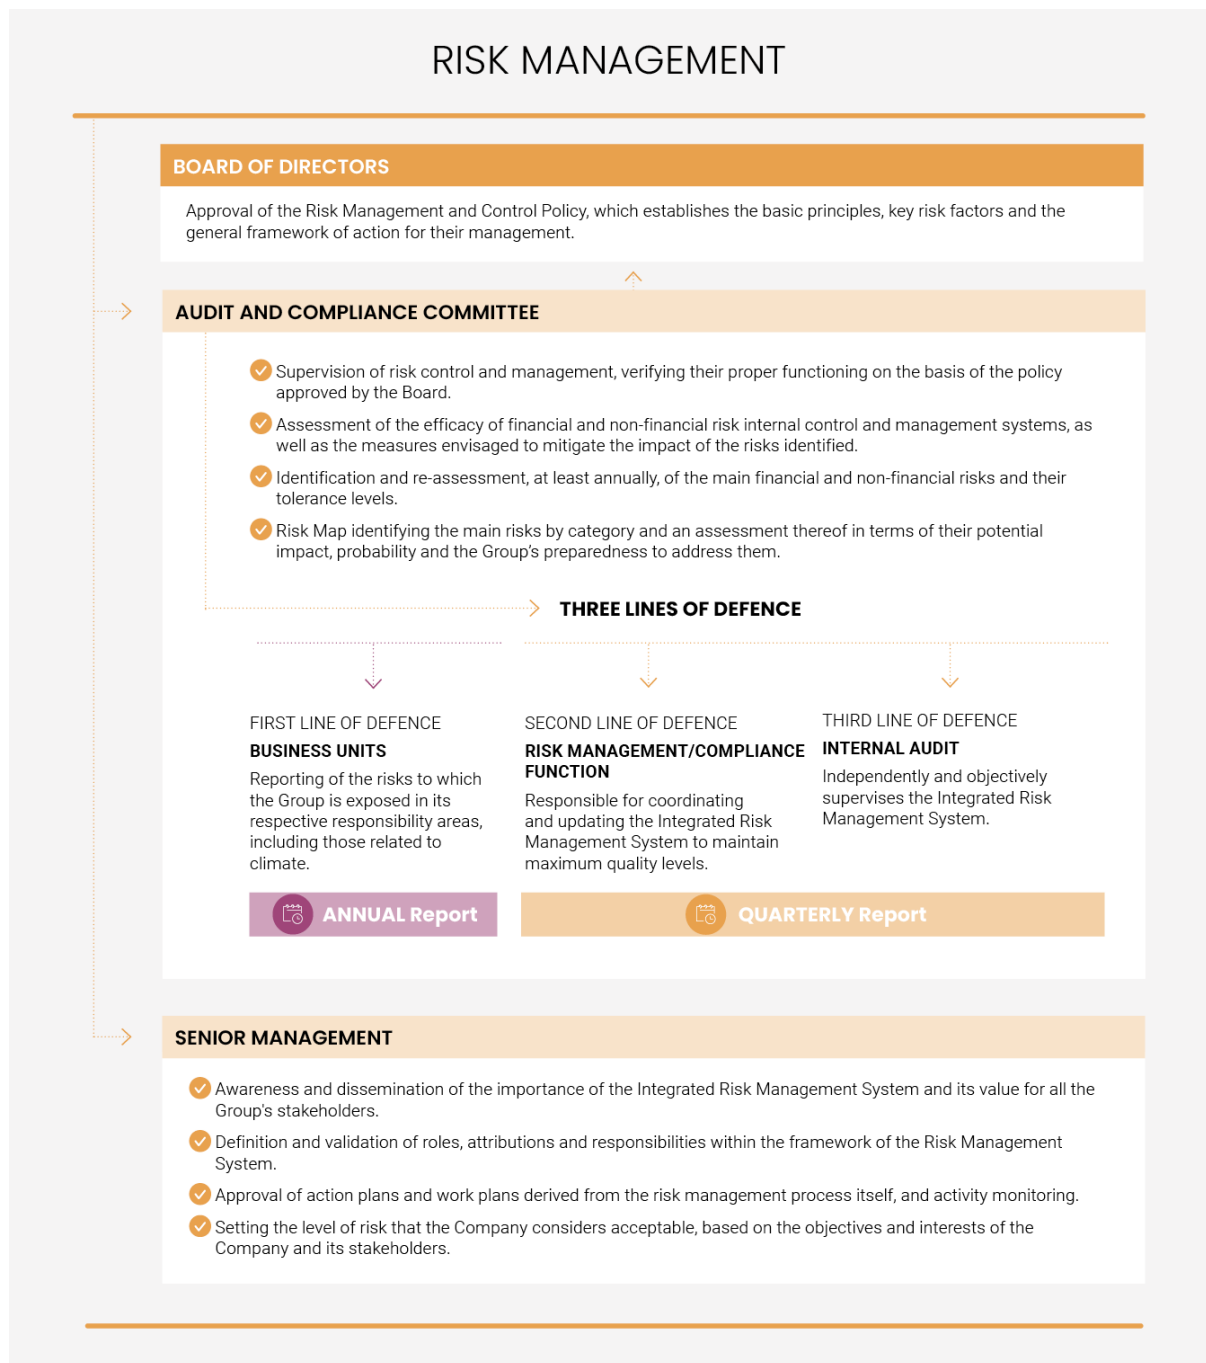 RISK MANAGEMENT
BOARD OF DIRECTORS
Approval of the Risk Management and Control Policy, which establishes the basic principles, key risk factors and the
general framework of action for their management.
AUDIT AND COMPLIANCE COMMITTEE
Supervision of risk control and management, verifying their proper functioning on the basis of the policy
approved by the Board.
Assessment of the efficacy of financial and non-financial risk internal control and management systems, as
well as the measures envisaged to mitigate the impact of the risks identified.
Identification and re-assessment, at least annually, of the main financial and non-financial risks and their
tolerance levels.
Risk Map identifying the main risks by category and an assessment thereof in terms of their potential
impact, probability and the Group’s preparedness to address them.
THREE LINES OF DEFENCE
FIRST LINE OF DEFENCE
BUSINESS UNITS
Reporting of the risks to which
the Group is exposed in its
respective responsibility areas,
including those related to
climate.
ANNUAL Report
SECOND LINE OF DEFENCE
RISK MANAGEMENT/COMPLIANCE
FUNCTION
Responsible for coordinating
and updating the Integrated Risk
Management System to maintain
maximum quality levels.
THIRD LINE OF DEFENCE
INTERNAL AUDIT
Independently and objectively
supervises the Integrated Risk
Management System.
QUARTERLY Report
SENIOR MANAGEMENT
Awareness and dissemination of the importance of the Integrated Risk Management System and its value for all the
Group's stakeholders.
Definition and validation of roles, attributions and responsibilities within the framework of the Risk Management
System.
Approval of action plans and work plans derived from the risk management process itself, and activity monitoring.
Setting the level of risk that the Company considers acceptable, based on the objectives and interests of the
Company and its stakeholders.